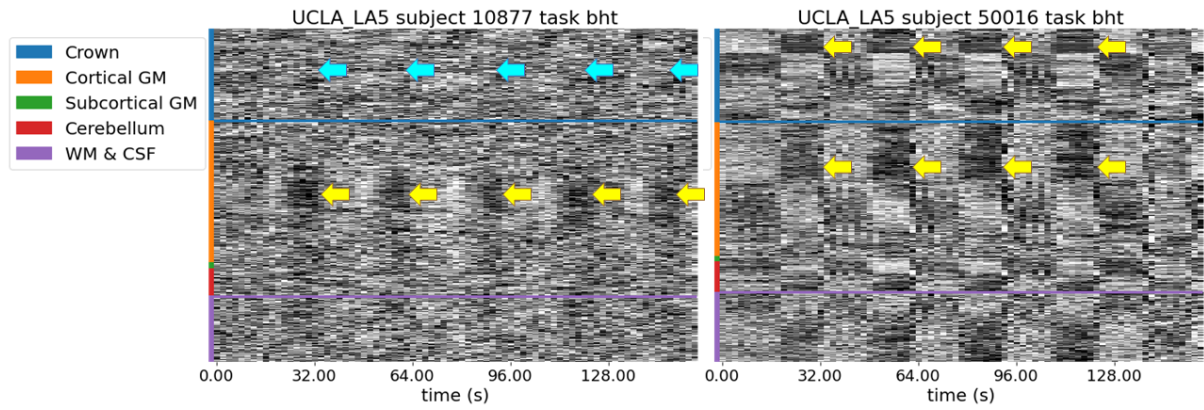 UCLA_LA5 subject 10877 task bht
UCLA_LA5 subject 50016 task bht
Crown
Cortical GM
Subcortical GM
Cerebellum
WM & CSF
0.00 32.00 64.00 96.00 128.00
time (s)
0.00 32.00 64.00 96.00 128.00
time (s)